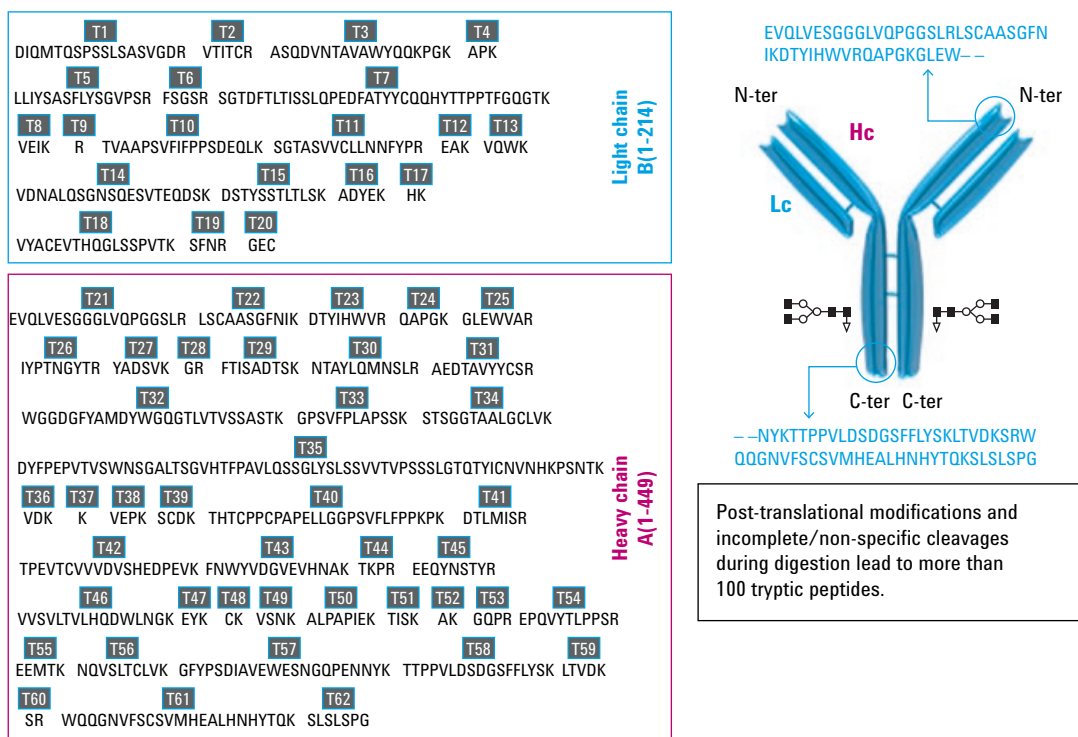 T1 T2 T3 T4
DIQMTQSPSSLSASVGDR VTITCR ASQDVNTAVAWYQQKPGK APK
T5 T6 T7
LLIYSASFLYSGVPSR FSGSR SGTDFTLTISSLQPEDFATYYCQQHYTTPPTFGQGTK
T8 T9 T10 T11 T12 T13
VEIK R TVAAPSVFIFPPSDEQLK SGTASVVCLLNNFYPR EAK VQWK
T14 T15 T16 T17
VDNALQSGNSQESVTEQDSK DSTYSSTLTLSK ADYEK HK
T18 T19 T20
VYACEVTHQGLSSPVTK SFNR GEC
Light chain
B(1-214)
T21 T22 T23 T24 T25
EVQLVESGGGLVQPGGSLR LSCAASGFNIK DTYIHWVR QAPGK GLEWVAR
T26 T27 T28 T29 T30 T31
IYPTNGYTR YADSVK GR FTISADTSK NTAYLQMNSLR AEDTAVYYCSR
T32 T33 T34
WGGDGFYAMDYWGQGTLVTVSSASTK GPSVFPLAPSSK STSGGTAALGCLVK
T35
DYFPEPVTVSWNSGALTSGVHTFPAVLQSSGLYSLSSVVTVPSSSLGTQTYICNVNHKPSNTK
T36 T37 T38 T39 T40 T41
VDK K VEPK SCDK THTCPPCPAPELLGGPSVFLFPPKPK DTLMISR
T42 T43 T44 T45
TPEVTCVVVDVSHEDPEVK FNWYVDGVEVHNAK TKPR EEQYNSTYR
T46 T47 T48 T49 T50 T51 T52 T53 T54
VVSVLTVLHQDWLNGK EYK CK VSNK ALPAPIEK TISK AK GQPR EPQVYTLPPSR
T55 T56 T57 T58 T59
EEMTK NQVSLTCLVK GFYPSDIAVEWESNGQPENNYK TTPPVLDSDGSFFLYSK LTVDK
T60 T61 T62
SR WQQGNVFSCSVMHEALHNHYTQK SLSLSPG
Heavy chain
A(1-449)
EVQLVESGGGLVQPGGSLRLSCAASGFN
IKDTYIHWVRQAPGKGLEW– –
N-ter N-ter
Hc
Lc
C-ter C-ter
– –NYKTTPPVLDSDGSFFLYSKLTVDKSRW
QQGNVFSCSVMHEALHNHYTQKSLSLSPG
Post-translational modifications and
incomplete/non-specific cleavages
during digestion lead to more than
100 tryptic peptides.